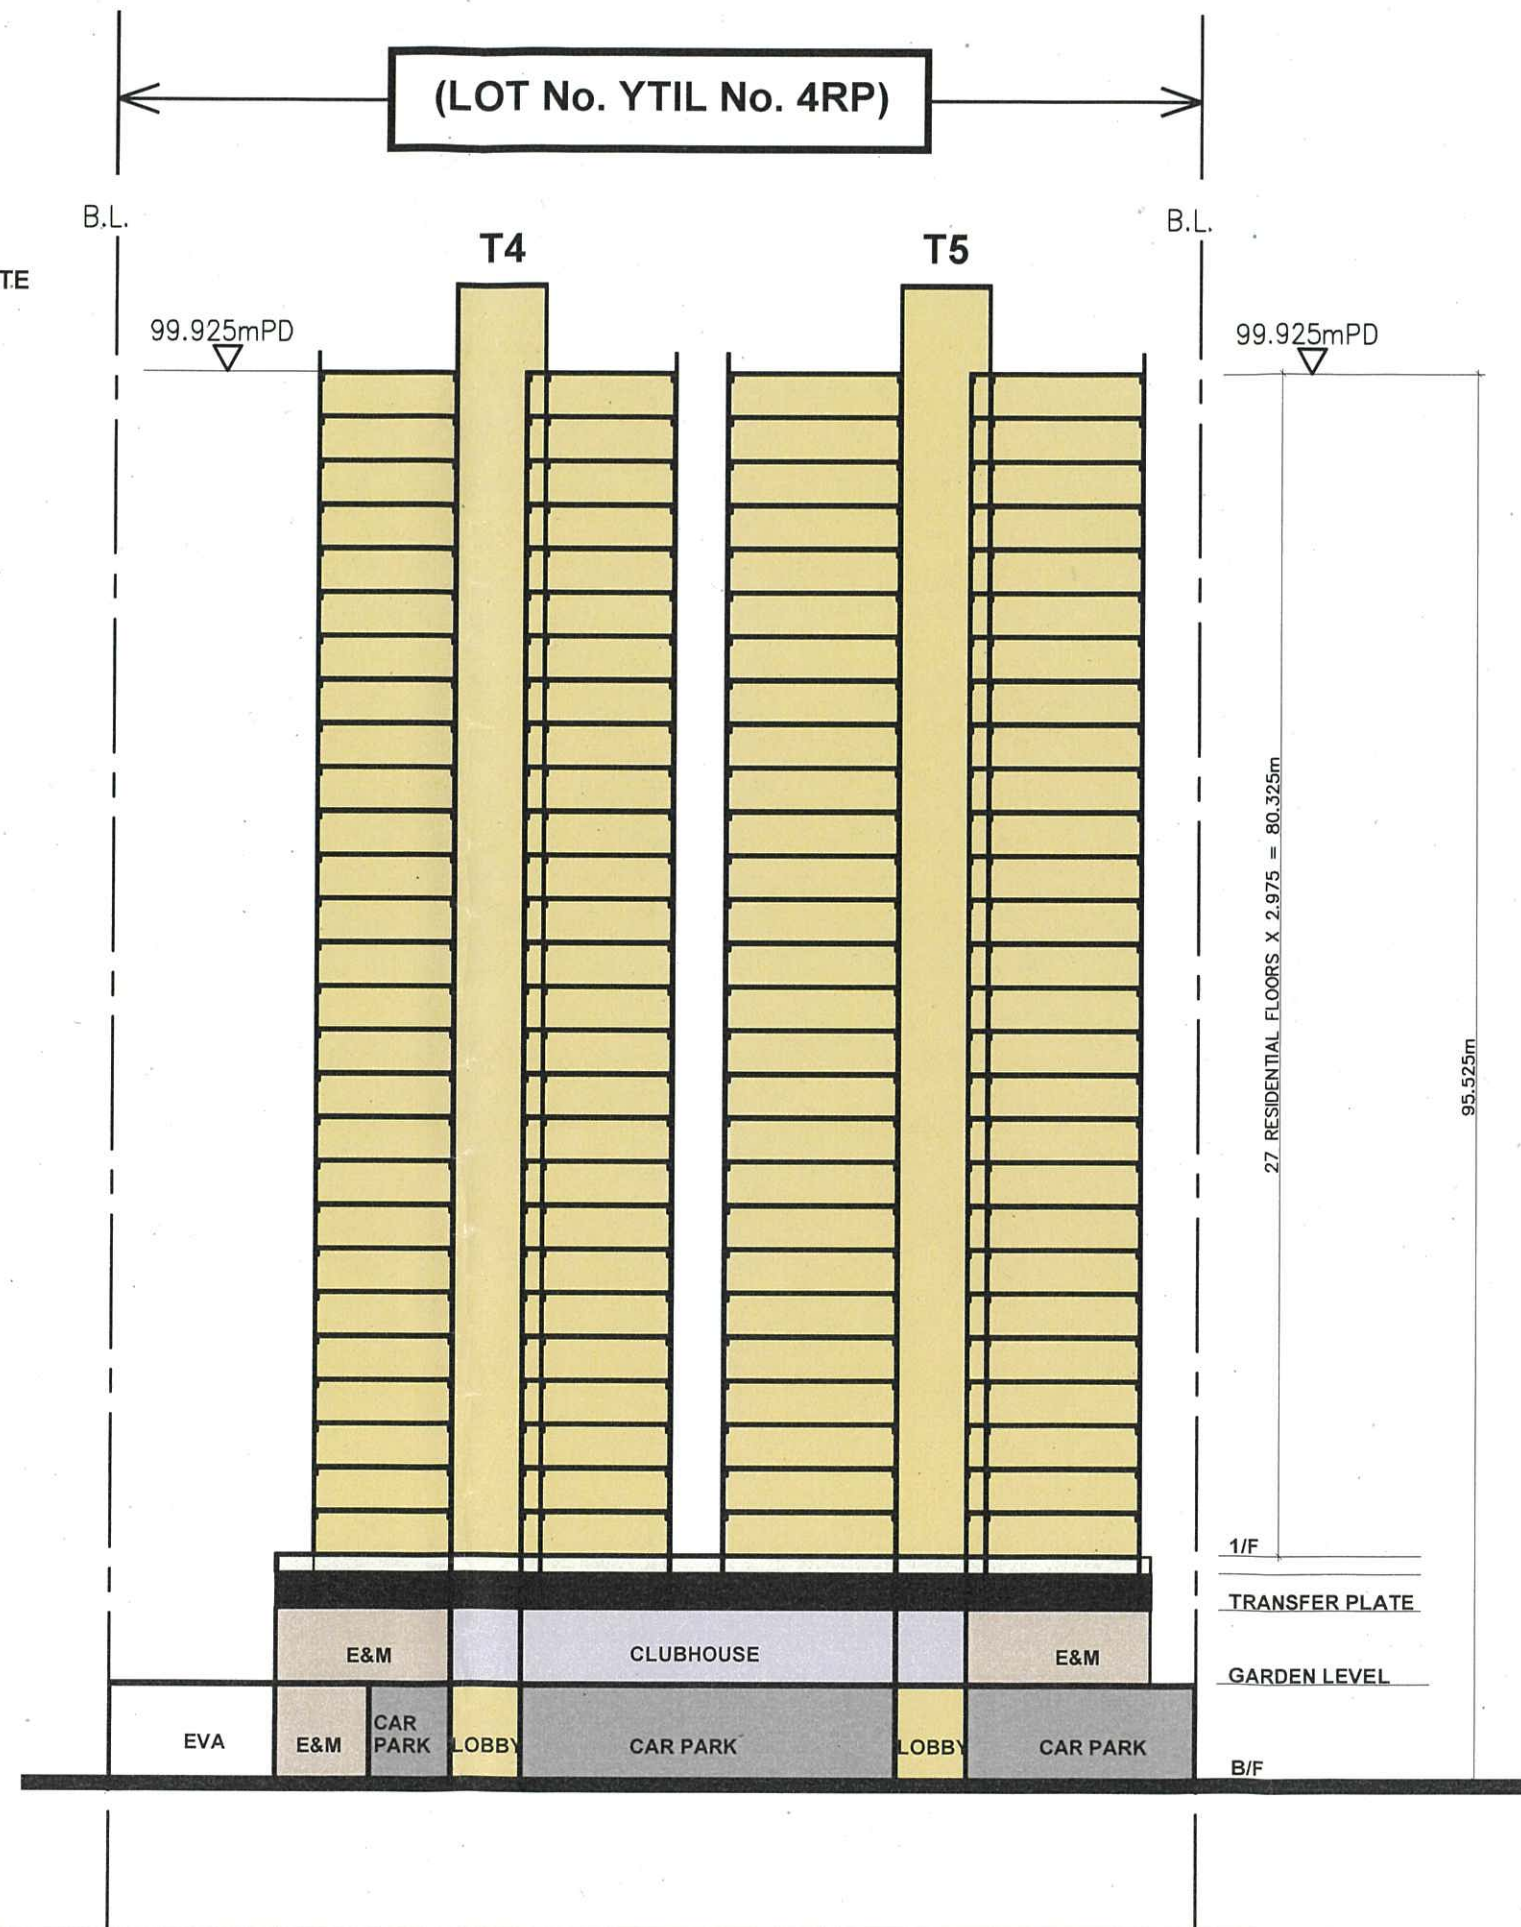 (LOT No. YTIL No. 4RP)
B.L.
B.L.
T4
T5
TE
99.925mPD
99.925mPD
27 RESIDENTIAL FLOORS X 2.975 = 80.325m
95.525m
1/F
TRANSFER PLATE
E&M
CLUBHOUSE
E&M
GARDEN LEVEL
EVA
E&M
CAR
PARK
LOBBY
CAR PARK
LOBBY
CAR PARK
B/F